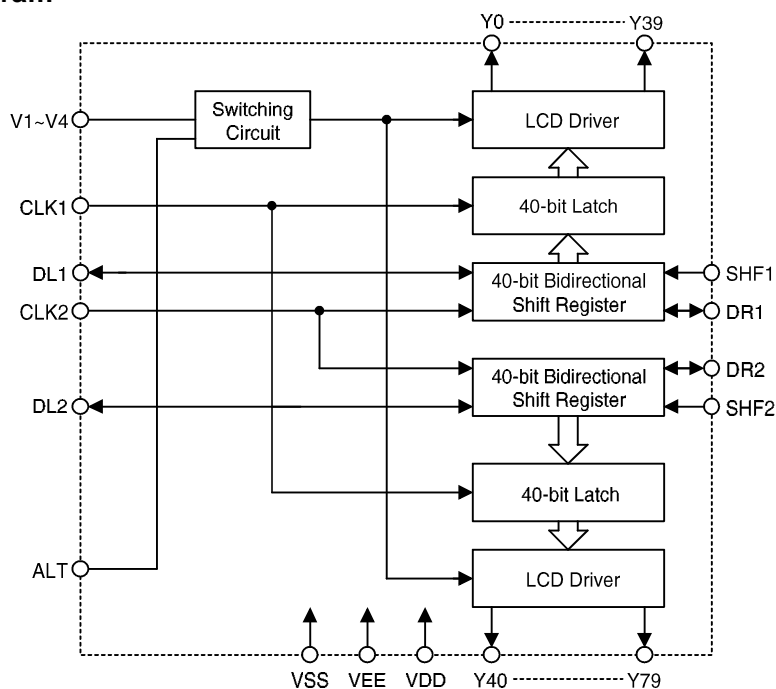 Y0 Y39
Switching
Circuit
V1~V4
LCD Driver
CLK1
40-bit Latch
DL1
40-bit Bidirectional
Shift Register
SHF1
CLK2
DR1
40-bit Bidirectional
Shift Register
DR2
DL2
SHF2
40-bit Latch
ALT
LCD Driver
VSS VEE VDD Y40 Y79